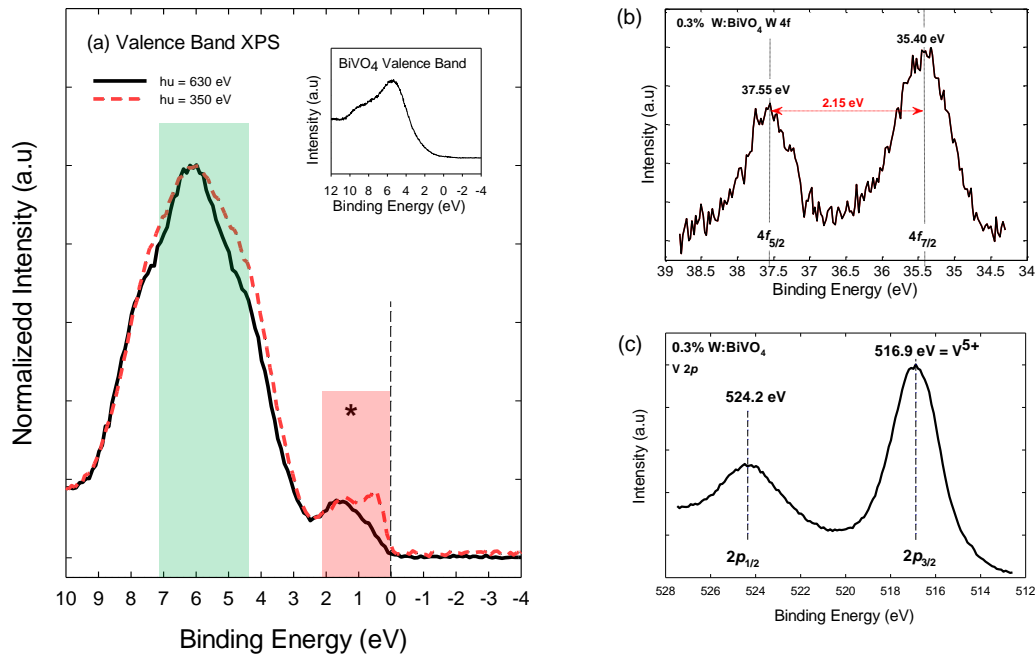 (a) Valence Band XPS
hu = 630 eV
hu = 350 eV
Normalizedd Intensity (a.u)
*
10 9 8 7 6 5 4 3 2 1 0 -1 -2 -3 -4
Binding Energy (eV)
BiVO4 Valence Band
Intensity (a.u)
12 10 8 6 4 2 0 -2 -4
Binding Energy (eV)
(b)
0.3% W:BiVO4 W 4f
35.40 eV
37.55 eV
2.15 eV
Intensity (a.u)
4f5/2 4f7/2
39 38.5 38 37.5 37 36.5 36 35.5 35 34.5 34
Binding Energy (eV)
(c)
0.3% W:BiVO4
V 2p
516.9 eV = V5+
524.2 eV
Intensity (a.u)
2p1/2 2p3/2
528 526 524 522 520 518 516 514 512
Binding Energy (eV)